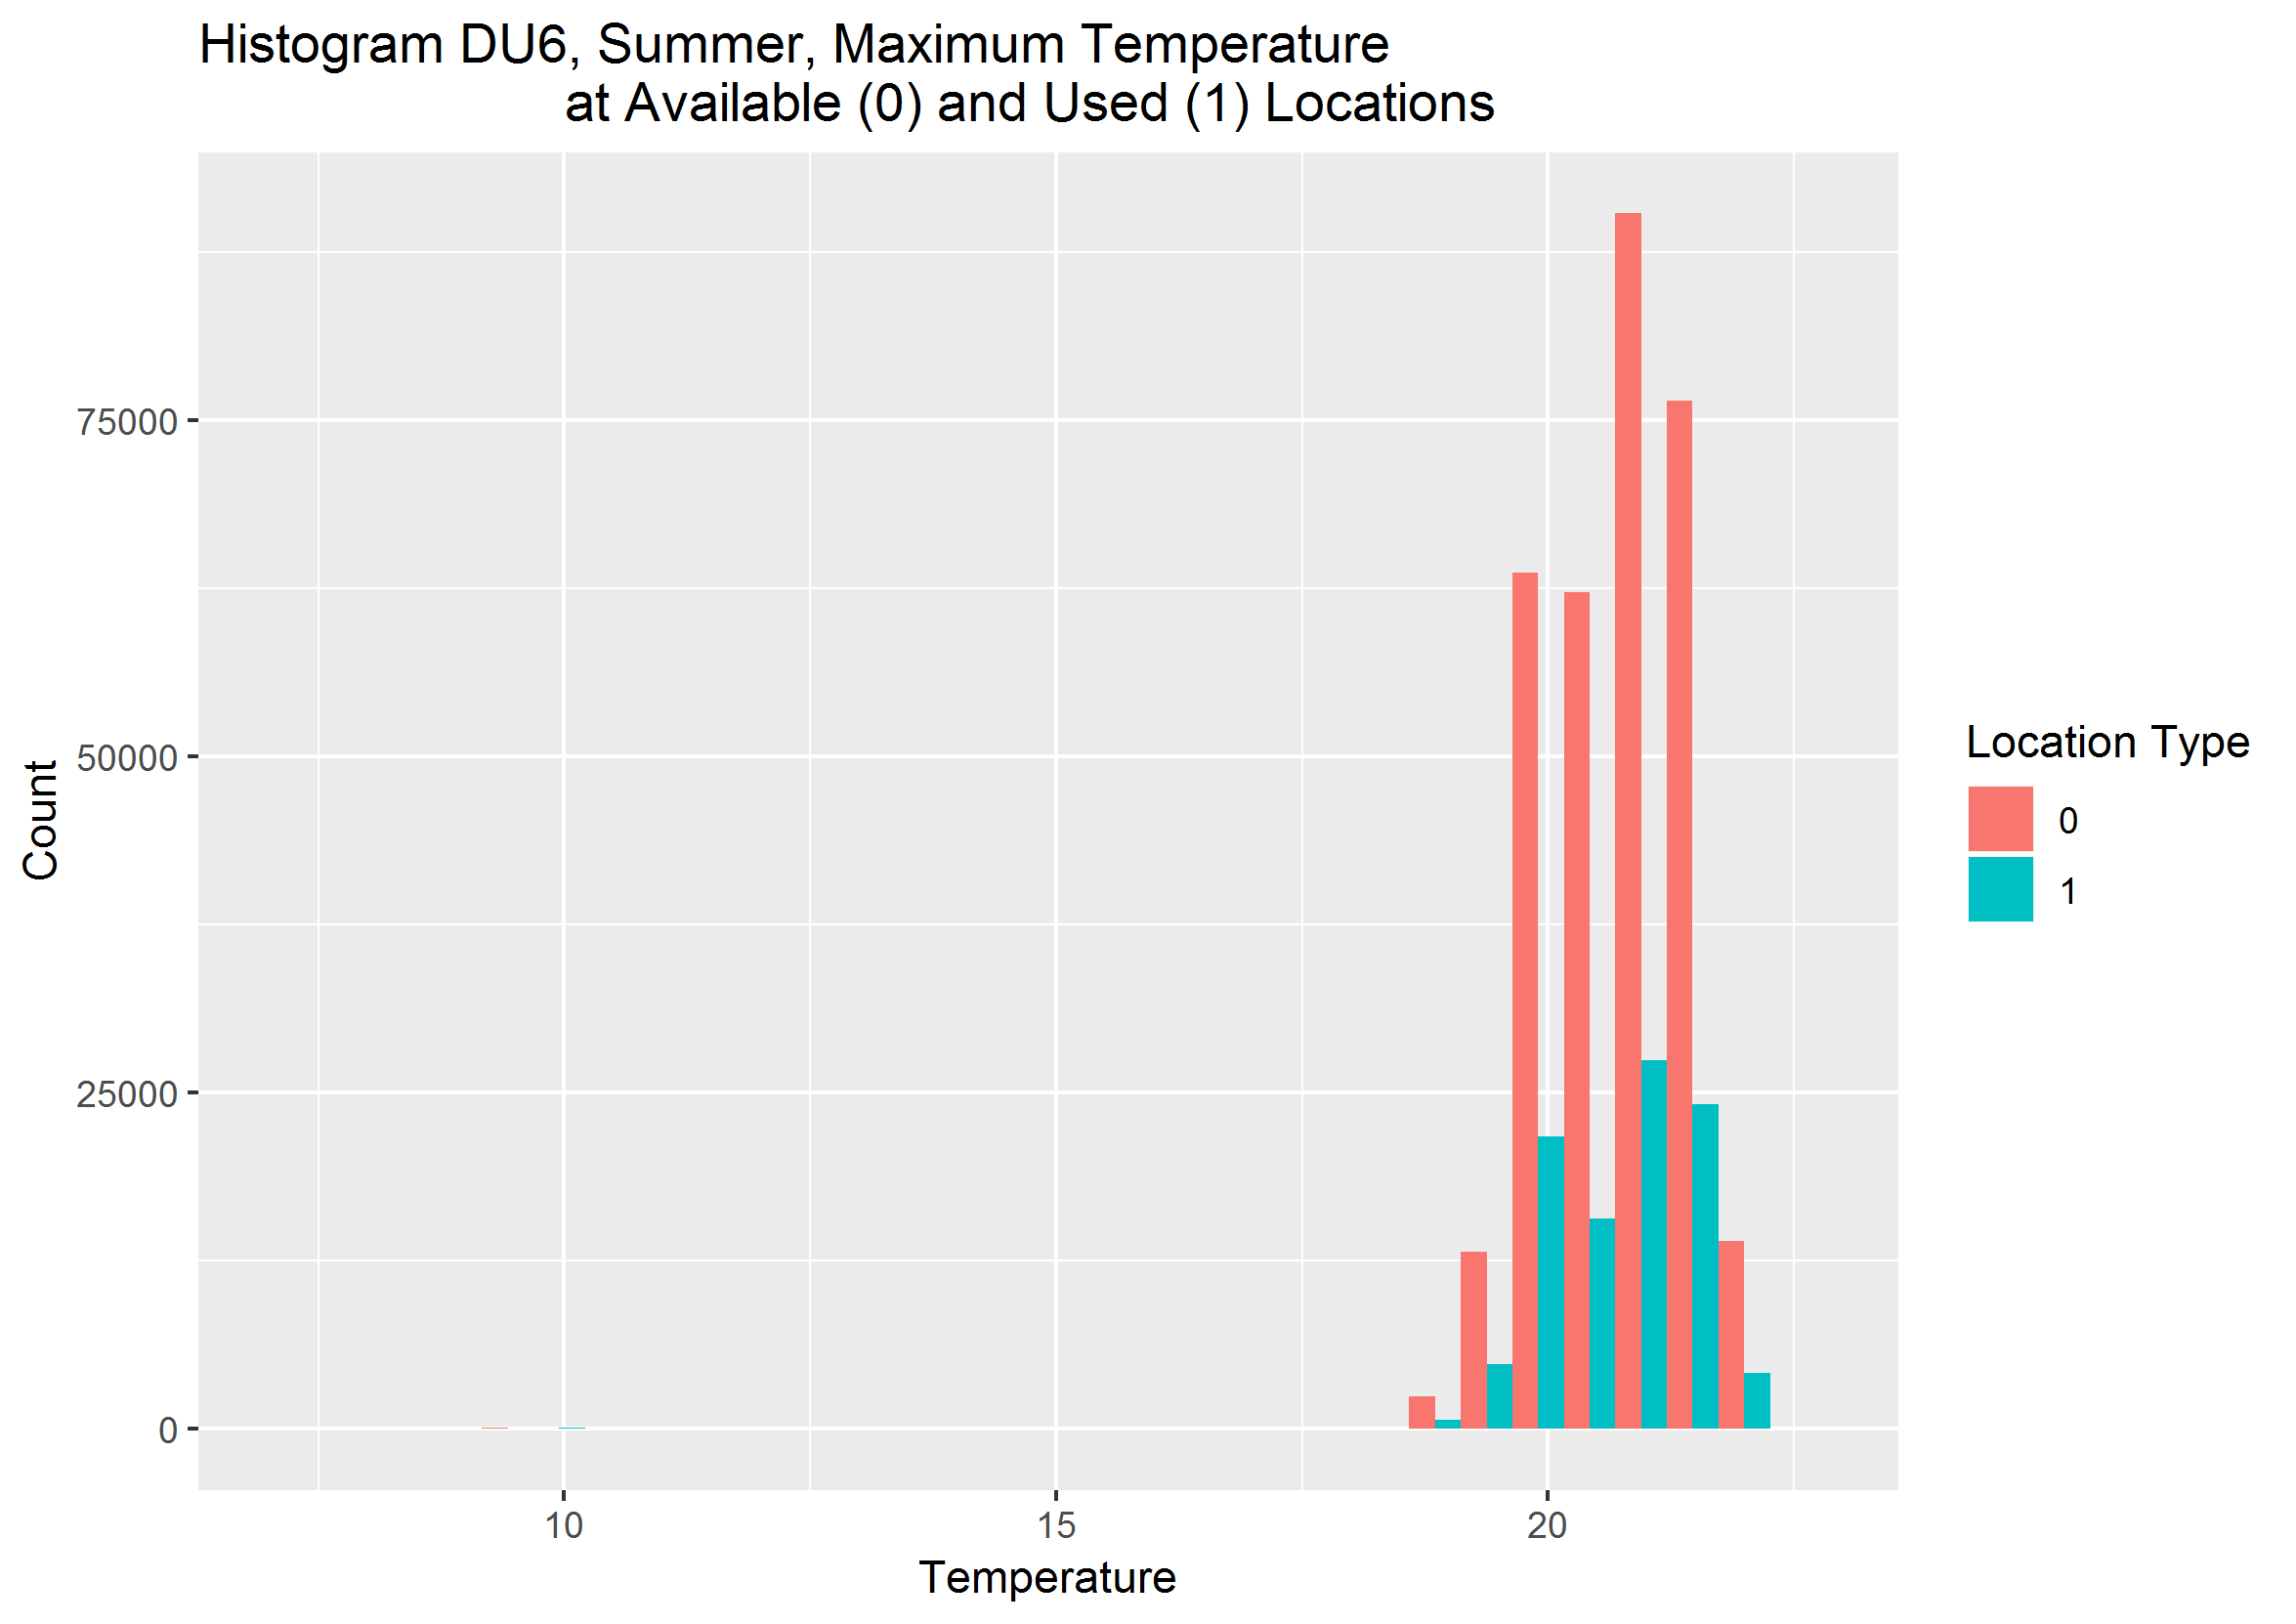 Histogram DU6, Summer, Maximum Temperature
at Available (0) and Used (1) Locations
75000
50000
25000
0
Count
10 15 20
Temperature
Location Type
0
1